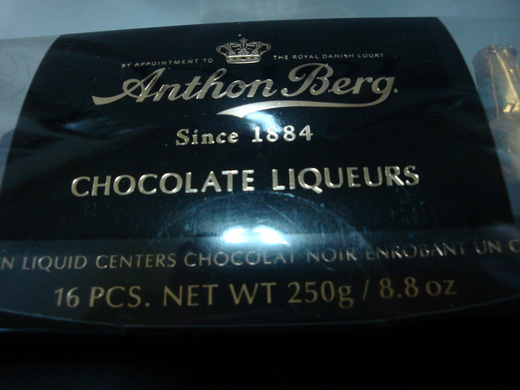 BY APPOINTMENT TO THE ROYAL DANISH COURT
Anthon Berg
Since 1884
CHOCOLATE LIQUEURS
LIQUID CENTERS CHOCOLAT NOIR ENROBANT UN
16 PCS. NET WT 250g / 8.8 oz